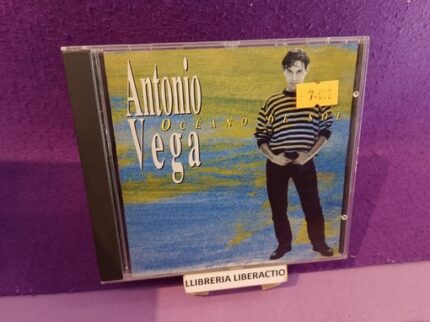 Antonio
Vega
OCÉANO DE SOL
LLIBRERIA LIBERACTIO